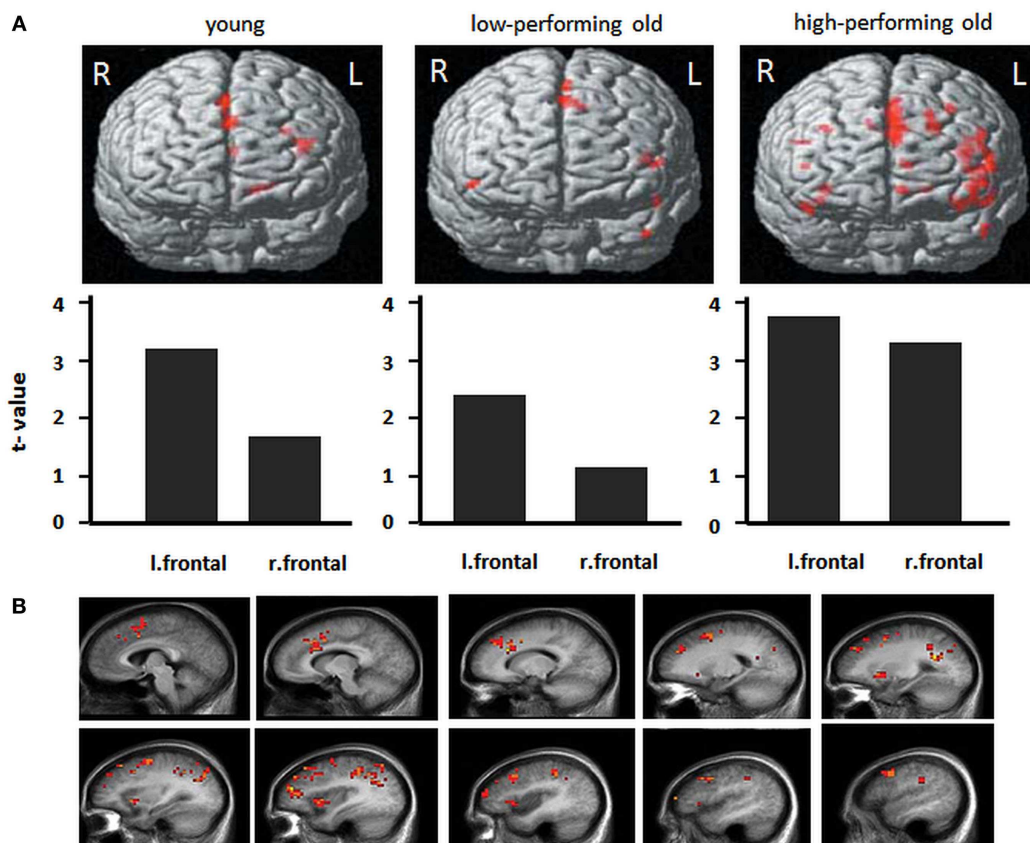 A
young
low-performing old
high-performing old
R L
R L
R L
t- value
4
3
2
1
0
l.frontal r.frontal
4
3
2
1
0
l.frontal r.frontal
4
3
2
1
0
l.frontal r.frontal
B